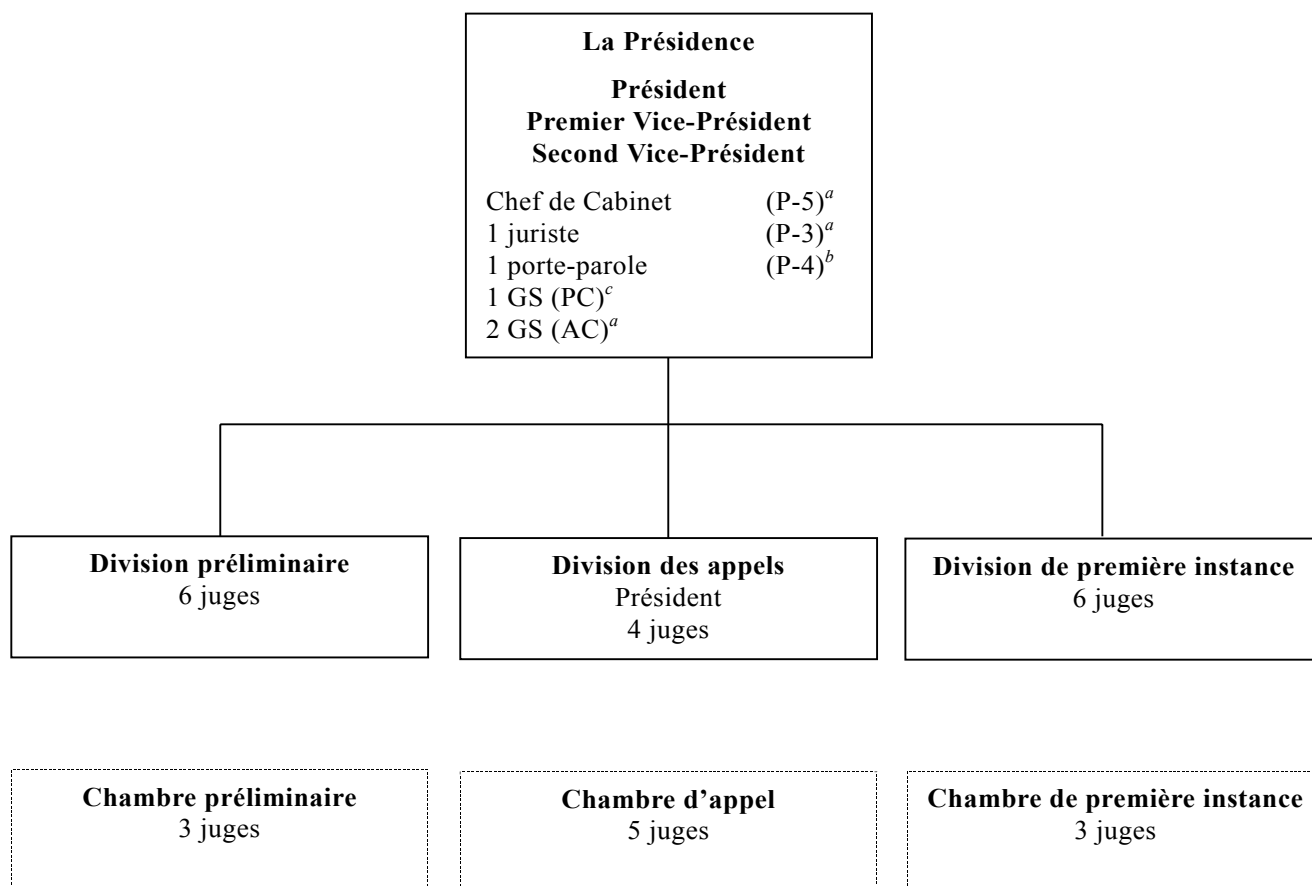 La Présidence
Président
Premier Vice-Président
Second Vice-Président
Chef de Cabinet (P-5)a
1 juriste (P-3)a
1 porte-parole (P-4)b
1 GS (PC)c
2 GS (AC)a
Division préliminaire
6 juges
Division des appels
Président
4 juges
Division de première instance
6 juges
Chambre préliminaire
3 juges
Chambre d’appel
5 juges
Chambre de première instance
3 juges